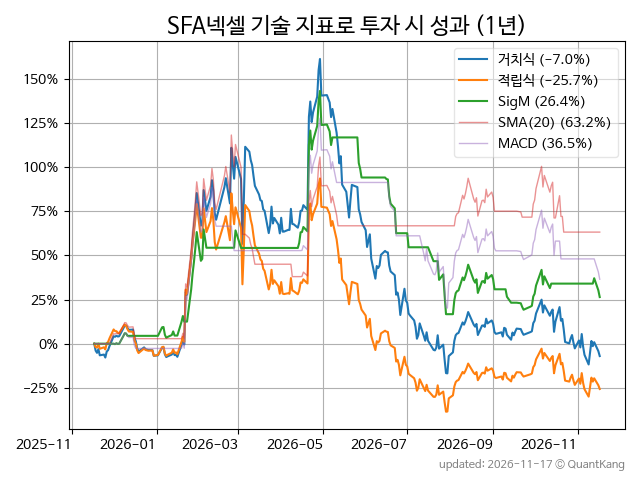 SFA넥셀 기술 지표로 투자 시 성과 (1년)
거치식 (−7.0%)
적립식 (−25.7%)
SigM (26.4%)
SMA(20) (63.2%)
MACD (36.5%)
150%
125%
100%
75%
50%
25%
0%
−25%
2025-11 2026-01 2026-03 2026-05 2026-07 2026-09 2026-11
updated: 2026-11-17 © QuantKang